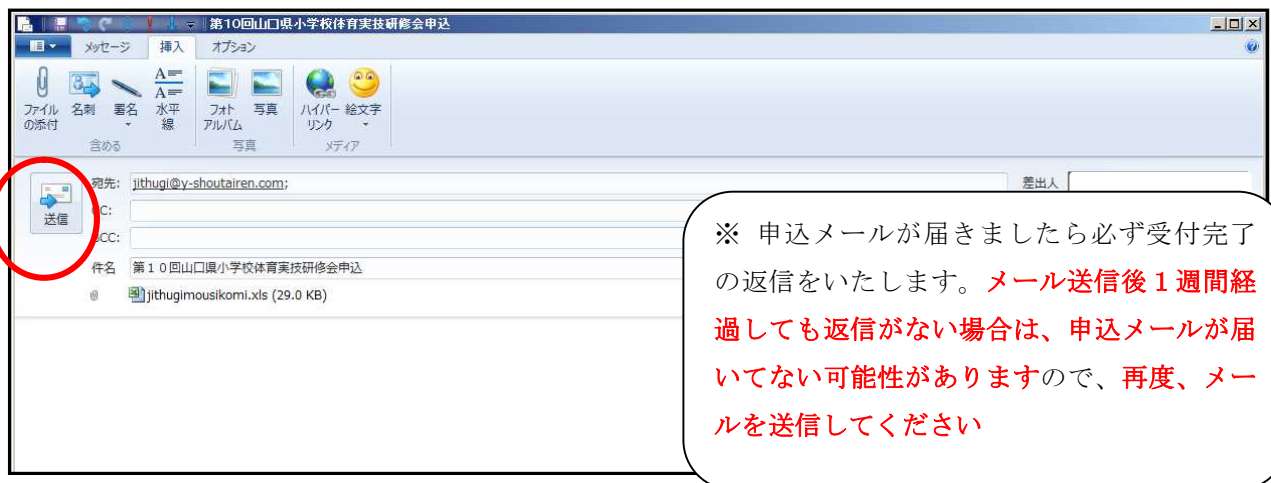 第10回山口県小学校体育実技研修会申込
メッセージ 挿入 オプション
ファイルの添付 名刺 署名 水平線 フォトアルバム 写真 ハイパーリンク 絵文字
含める 写真 メディア
送信
宛先: jithugi@y-shoutairen.com;
差出人
CC:
BCC:
件名 第１０回山口県小学校体育実技研修会申込
jithugimousikomi.xls (29.0 KB)
※ 申込メールが届きましたら必ず受付完了
の返信をいたします。メール送信後１週間経
過しても返信がない場合は、申込メールが届
いてない可能性がありますので、再度、メー
ルを送信してください